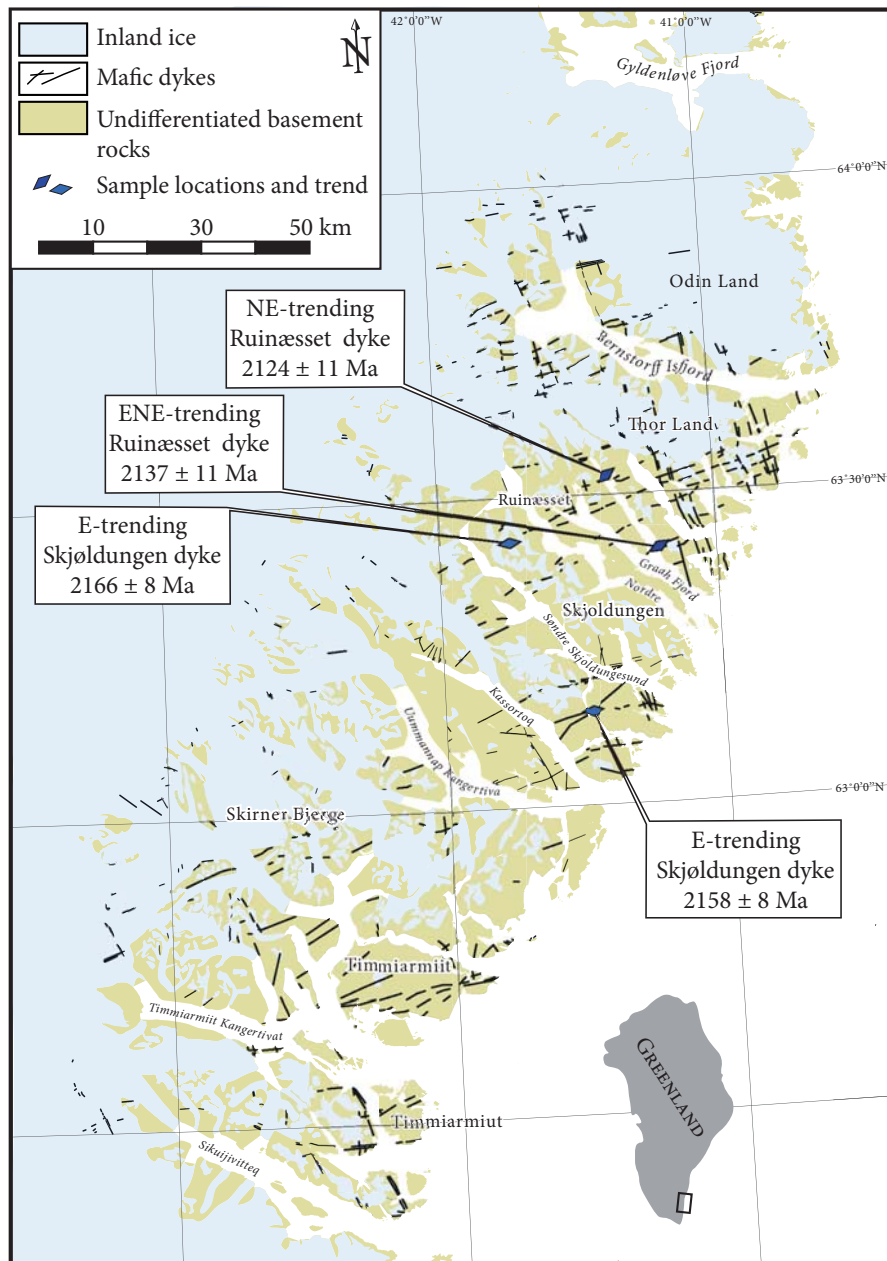 Inland ice
Mafic dykes
Undifferentiated basement
rocks
Sample locations and trend
10 30 50 km
N
42°0'0"W
41°0'0"W
Gyldenløve Fjord
64°0'0"N
Odin Land
Bernstorff Isfjord
NE-trending
Ruinæsset dyke
2124 ± 11 Ma
ENE-trending
Ruinæsset dyke
2137 ± 11 Ma
E-trending
Skjøldungen dyke
2166 ± 8 Ma
Thor Land
63°30'0"N
Ruinæsset
Graah Fjord
Nordre
Skjoldungen
Søndre Skjoldungesund
Kassortoq
Uummannap Kangertiva
63°0'0"N
Skirner Bjerge
E-trending
Skjøldungen dyke
2158 ± 8 Ma
Timmiarmiit
Timmiarmiit Kangertivat
Timmiarmiut
Sikuijivitteq
GREENLAND